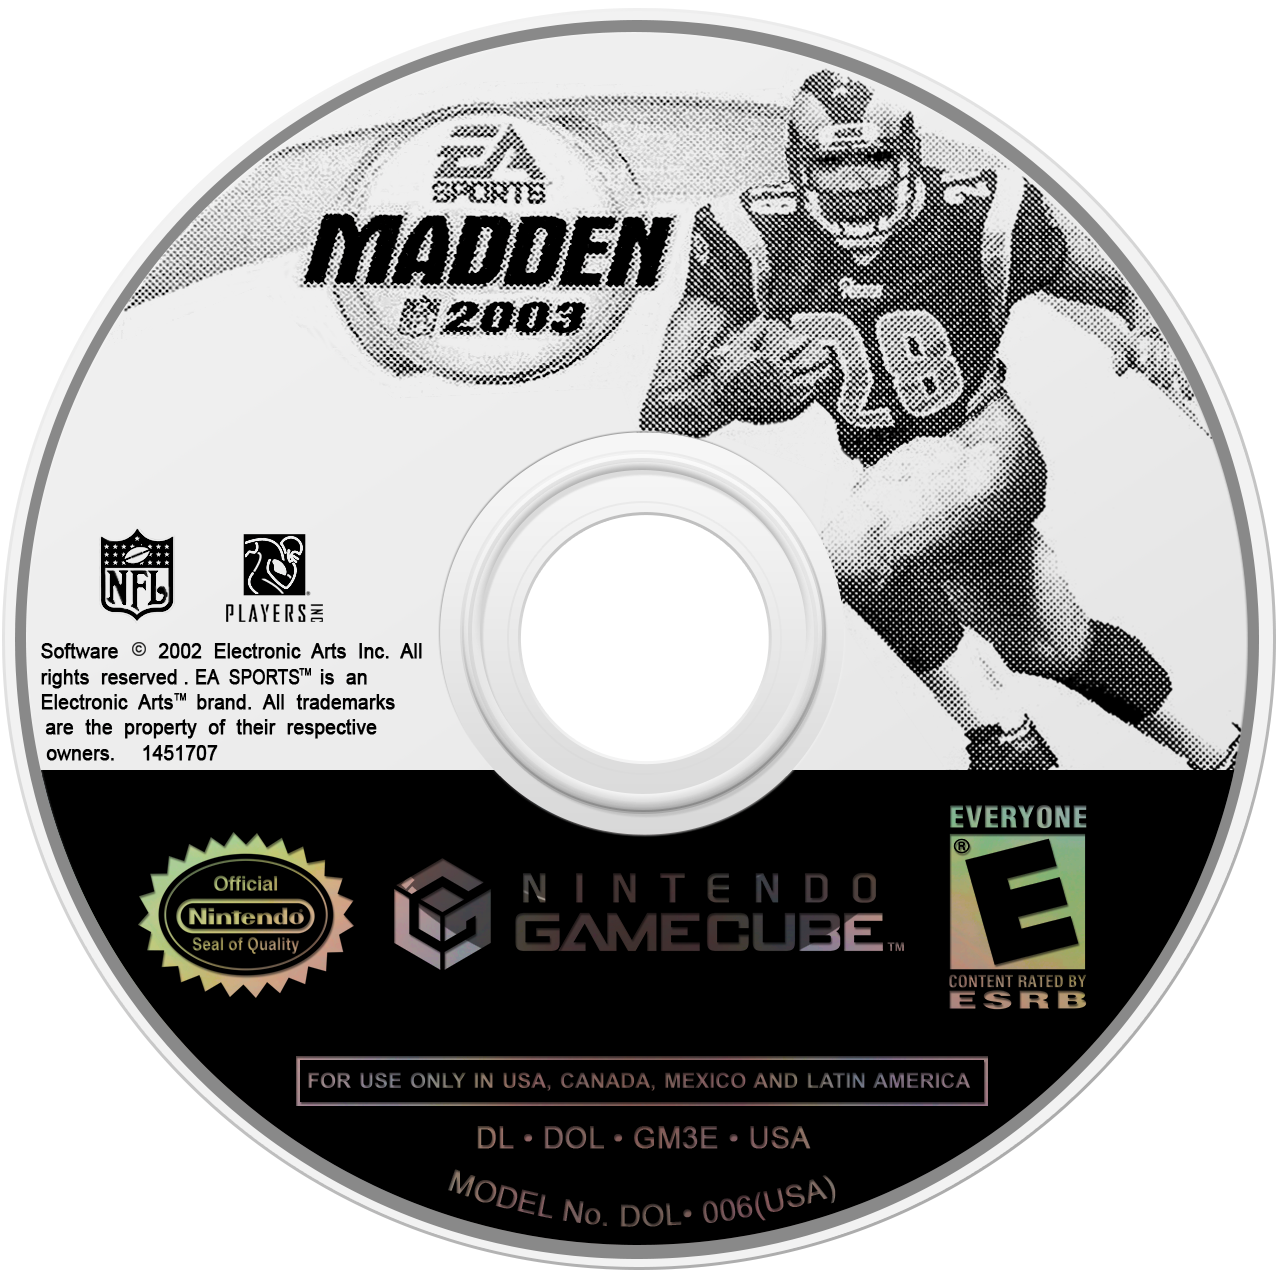 EA
SPORTS
MADDEN
NFL 2003
28
NFL
PLAYERS INC
Software © 2002 Electronic Arts Inc. All
rights reserved . EA SPORTS™ is an
Electronic Arts™ brand. All trademarks
are the property of their respective
owners. 1451707
Official
Nintendo®
Seal of Quality
NINTENDO
GAMECUBE™
EVERYONE
E®
CONTENT RATED BY
ESRB
FOR USE ONLY IN USA, CANADA, MEXICO AND LATIN AMERICA
DL • DOL • GM3E • USA
MODEL No. DOL• 006(USA)